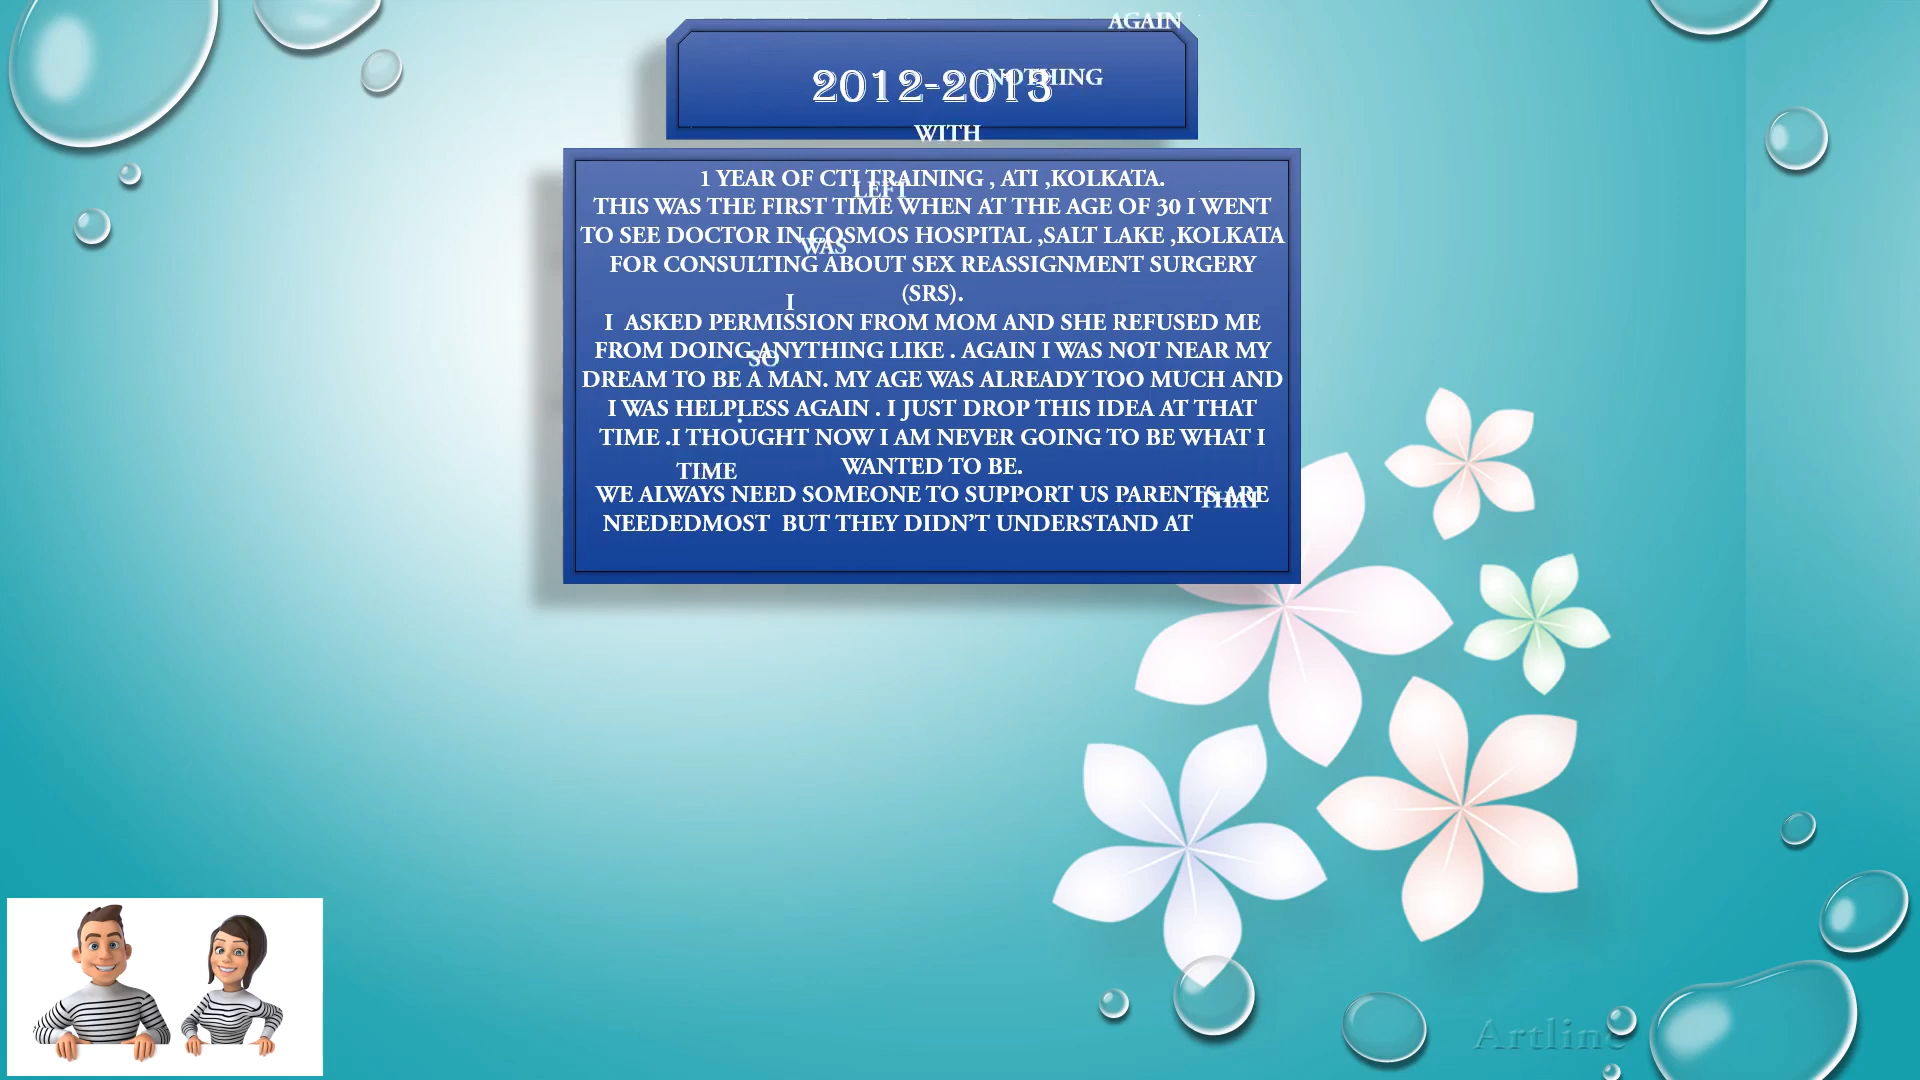 2012-2013
1 YEAR OF CTI TRAINING , ATI ,KOLKATA.
THIS WAS THE FIRST TIME WHEN AT THE AGE OF 30 I WENT
TO SEE DOCTOR IN COSMOS HOSPITAL ,SALT LAKE ,KOLKATA
FOR CONSULTING ABOUT SEX REASSIGNMENT SURGERY
(SRS).
I ASKED PERMISSION FROM MOM AND SHE REFUSED ME
FROM DOING ANYTHING LIKE . AGAIN I WAS NOT NEAR MY
DREAM TO BE A MAN. MY AGE WAS ALREADY TOO MUCH AND
I WAS HELPLESS AGAIN . I JUST DROP THIS IDEA AT THAT
TIME .I THOUGHT NOW I AM NEVER GOING TO BE WHAT I
WANTED TO BE.
WE ALWAYS NEED SOMEONE TO SUPPORT US PARENTS ARE
NEEDEDMOST BUT THEY DIDN’T UNDERSTAND AT
THAT
TIME
.
SO
I
WAS
LEFT
WITH
NOTHING
AGAIN
Artline